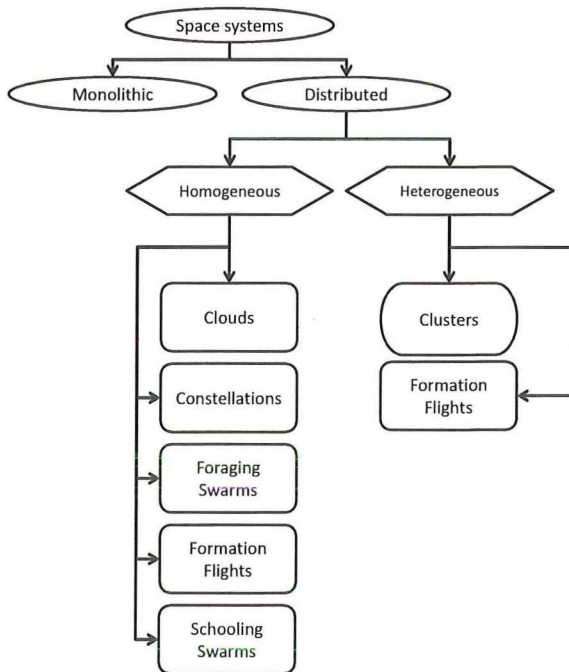 Space systems
Monolithic
Distributed
Homogeneous
Heterogeneous
Clouds
Clusters
Constellations
Formation
Flights
Foraging
Swarms
Formation
Flights
Schooling
Swarms